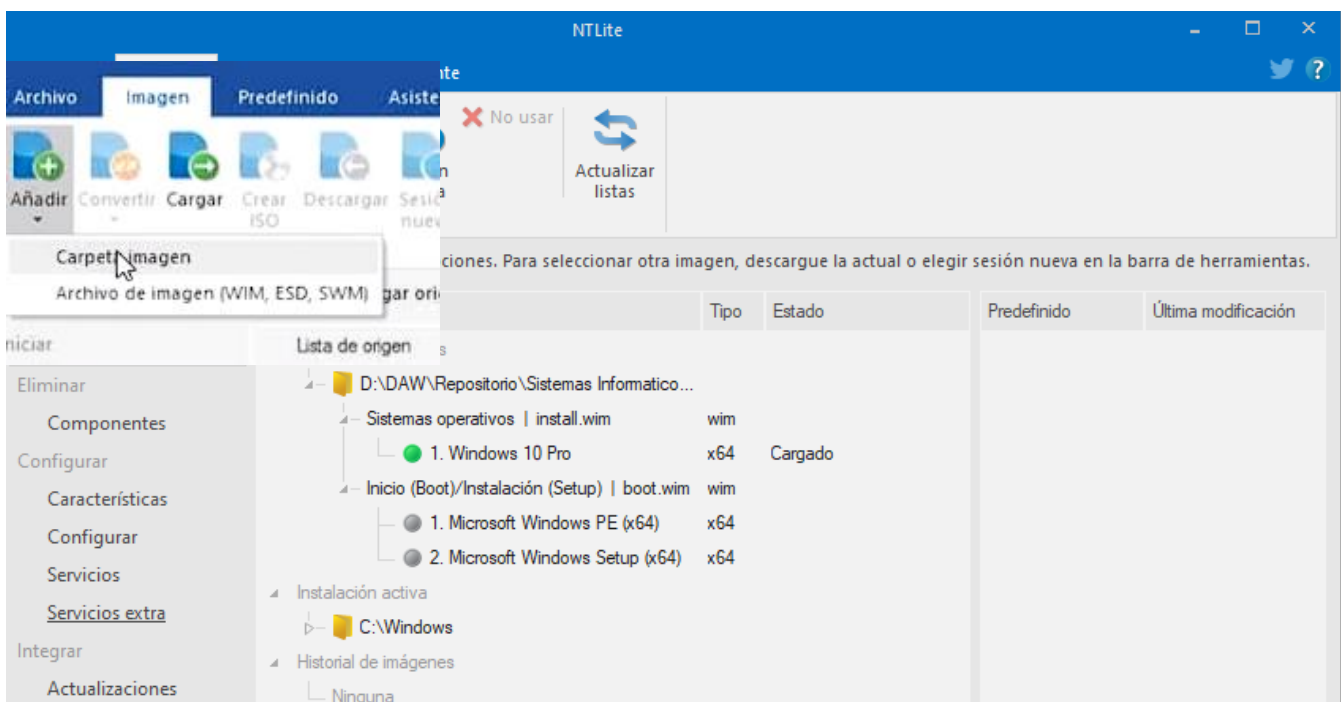 NTLite
nte
Archivo Imagen Predefinido Asiste
No usar
Añadir Convertir Cargar Crear ISO Descargar Sesió nuev
Actualizar listas
Carpeta imagen
Archivo de imagen (WIM, ESD, SWM) gar ori
ciones. Para seleccionar otra imagen, descargue la actual o elegir sesión nueva en la barra de herramientas.
Tipo Estado Predefinido Última modificación
niciar Lista de origen s
Eliminar D:\DAW\Repositorio\Sistemas Informatico...
Sistemas operativos | install.wim wim
Componentes
1. Windows 10 Pro x64 Cargado
Configurar
Inicio (Boot)/Instalación (Setup) | boot.wim wim
Características
1. Microsoft Windows PE (x64) x64
Configurar
2. Microsoft Windows Setup (x64) x64
Servicios
Instalación activa
Servicios extra
C:\Windows
Integrar
Historial de imágenes
Actualizaciones
Ninguna